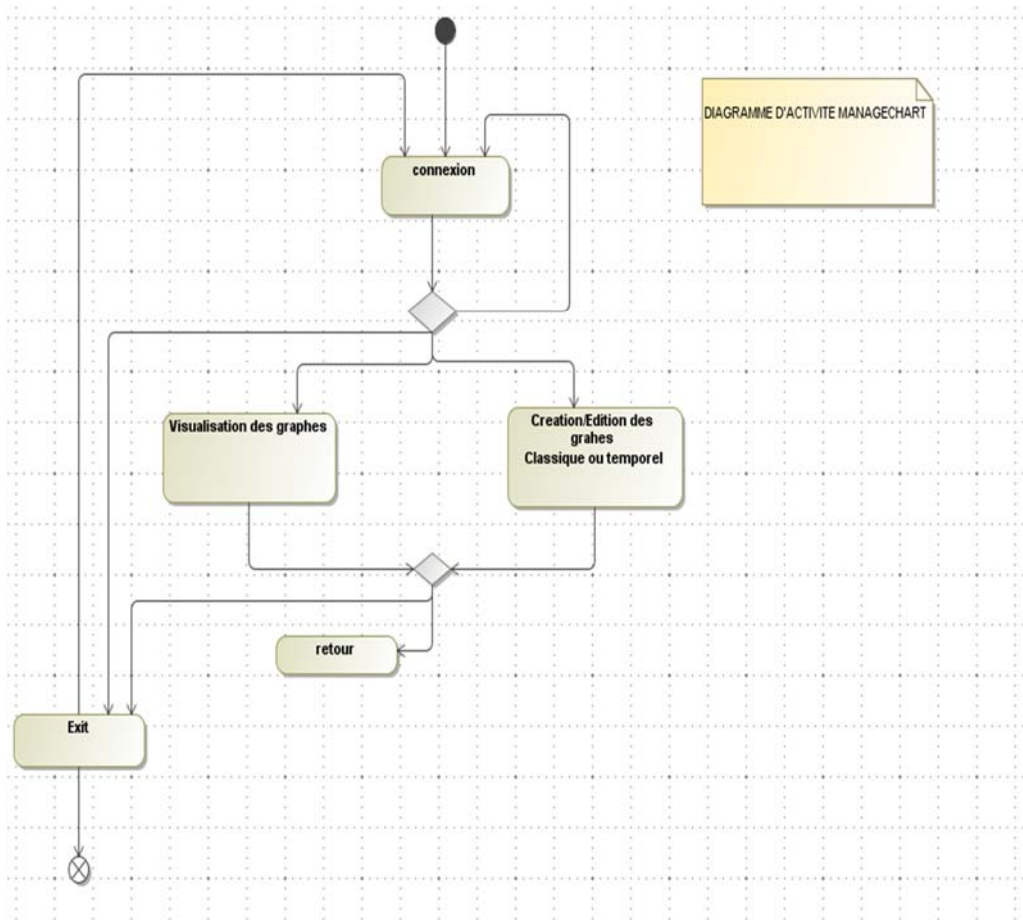 DIAGRAMME D'ACTIVITE MANAGECHART
connexion
Visualisation des graphes
Creation/Edition des
grahes
Classique ou temporel
retour
Exit